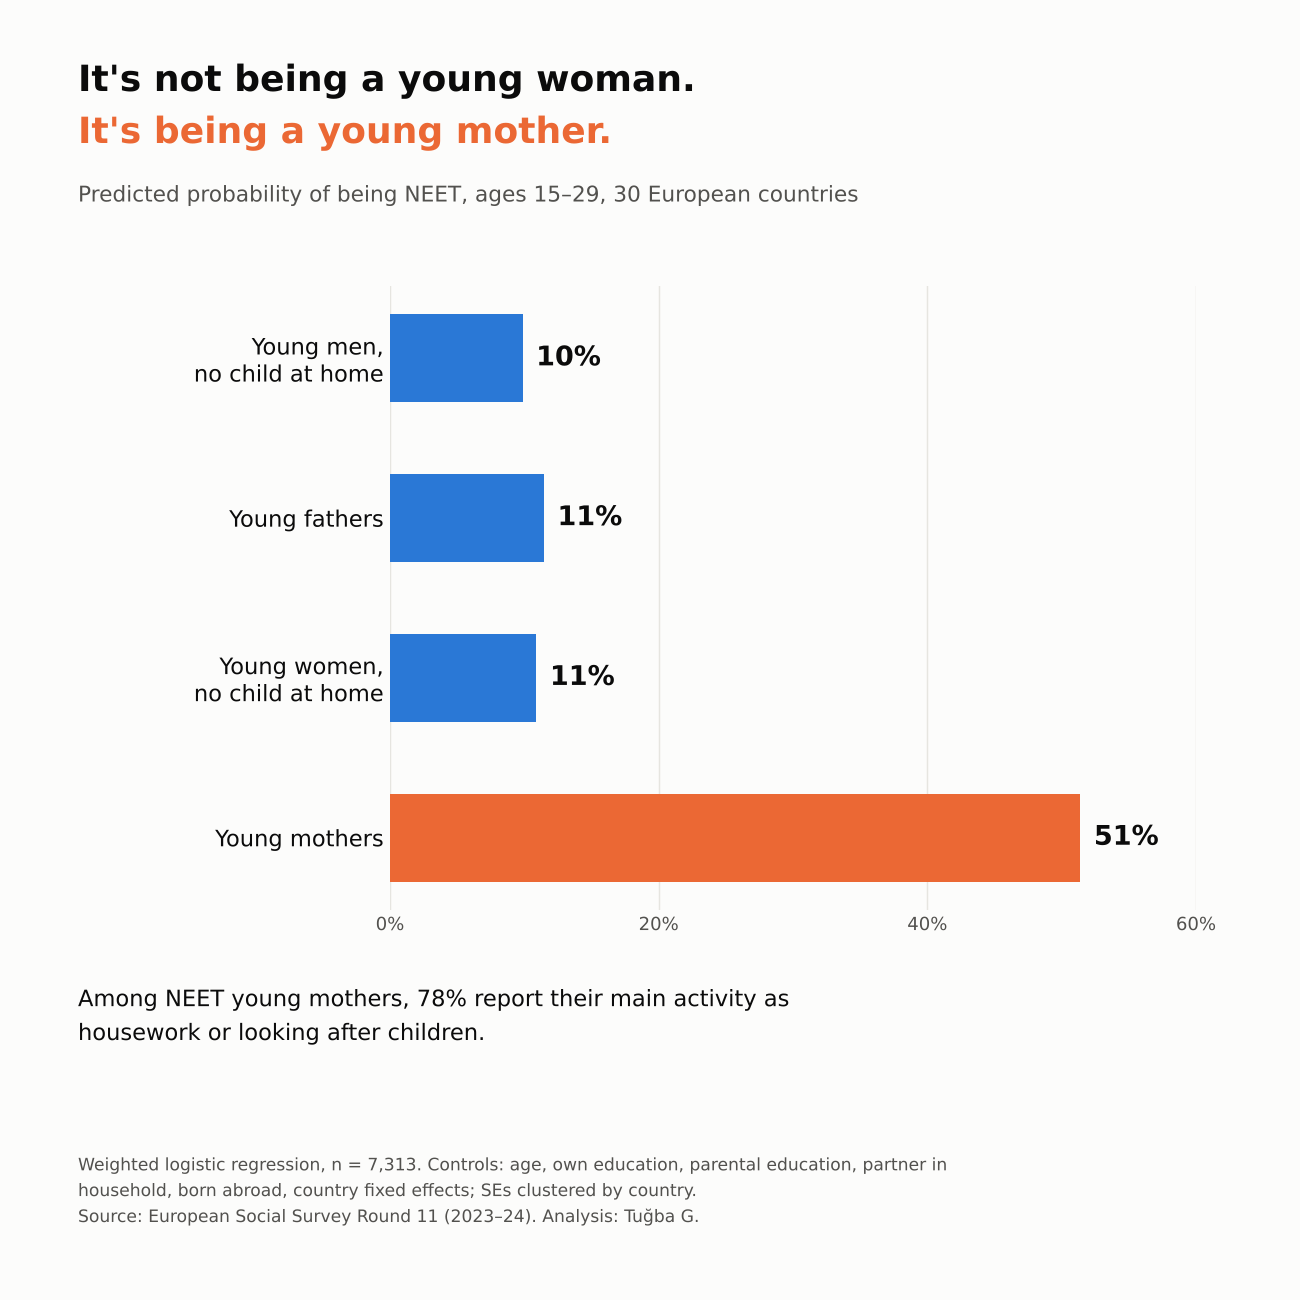 It's not being a young woman.
It's being a young mother.
Predicted probability of being NEET, ages 15–29, 30 European countries
Young men,
no child at home
10%
Young fathers
11%
Young women,
no child at home
11%
Young mothers
51%
0%
20%
40%
60%
Among NEET young mothers, 78% report their main activity as
housework or looking after children.
Weighted logistic regression, n = 7,313. Controls: age, own education, parental education, partner in
household, born abroad, country fixed effects; SEs clustered by country.
Source: European Social Survey Round 11 (2023–24). Analysis: Tuğba G.